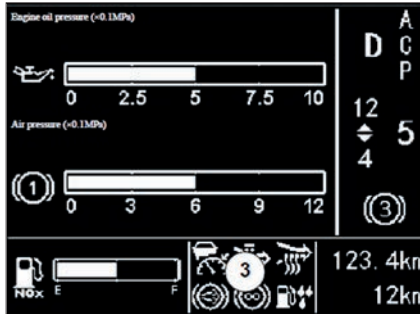 Engine oil pressure (×0.1MPa)
0 2.5 5 7.5 10
Air pressure (×0.1MPa)
1
0 3 6 9 12
D
A
C
P
12
4
5
3
NOx
E F
3
123.4km
12km